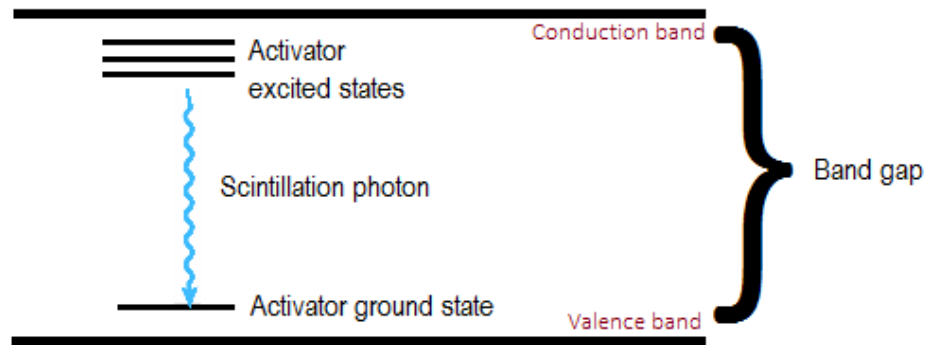 Conduction band
Activator
excited states
Scintillation photon
Band gap
Activator ground state
Valence band